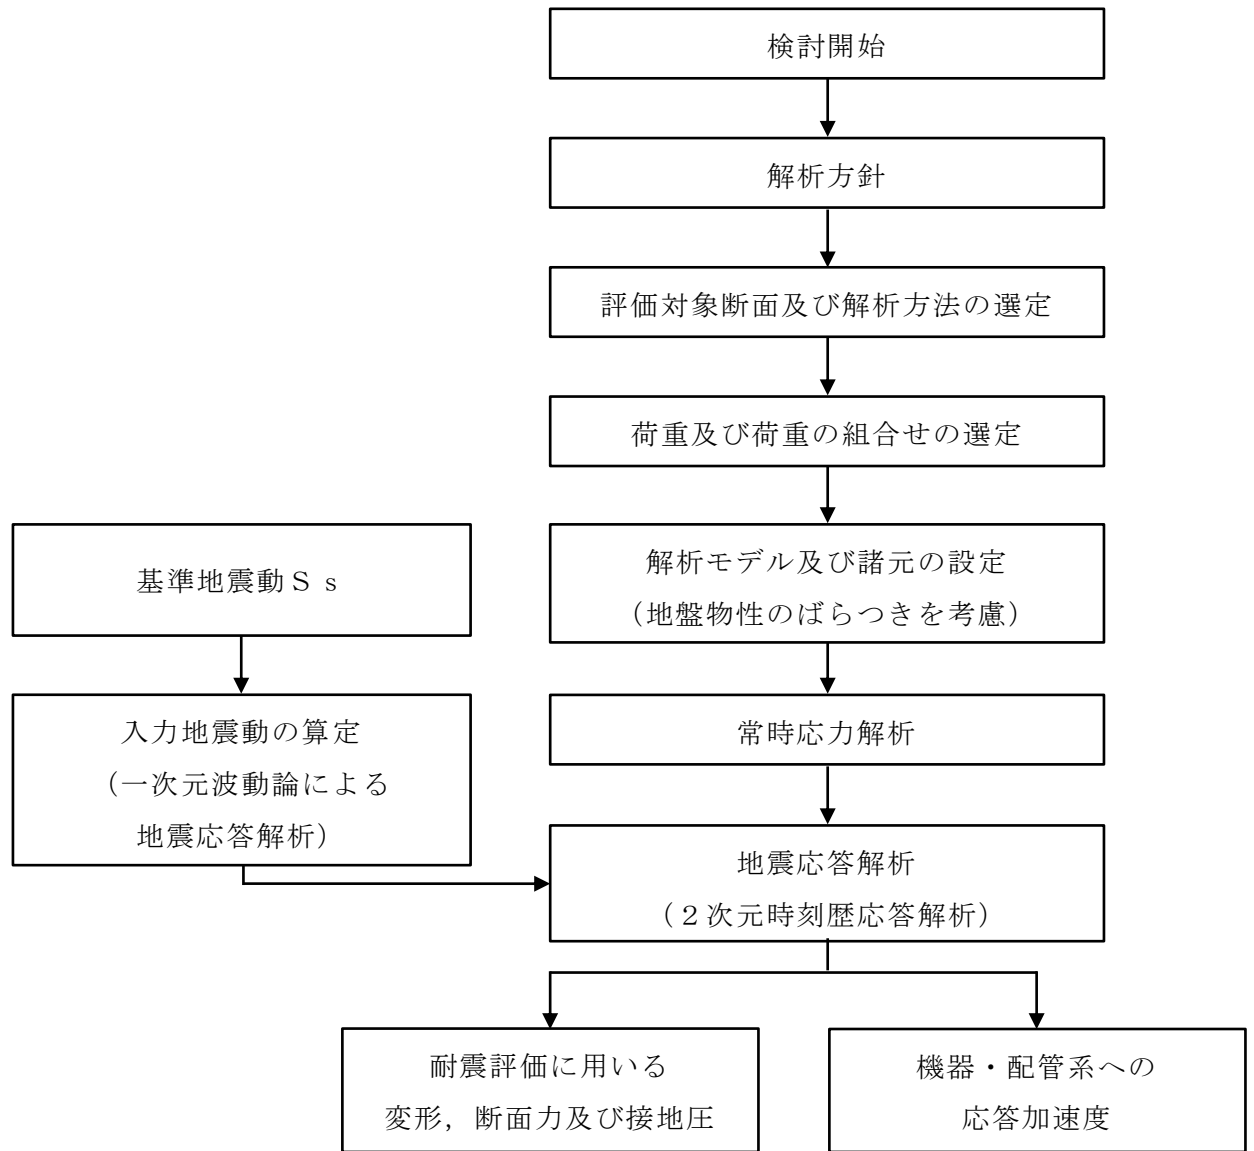 検討開始
解析方針
評価対象断面及び解析方法の選定
荷重及び荷重の組合せの選定
解析モデル及び諸元の設定
（地盤物性のばらつきを考慮）
基準地震動Ｓｓ
入力地震動の算定
（一次元波動論による
地震応答解析）
常時応力解析
地震応答解析
（２次元時刻歴応答解析）
耐震評価に用いる
変形，断面力及び接地圧
機器・配管系への
応答加速度